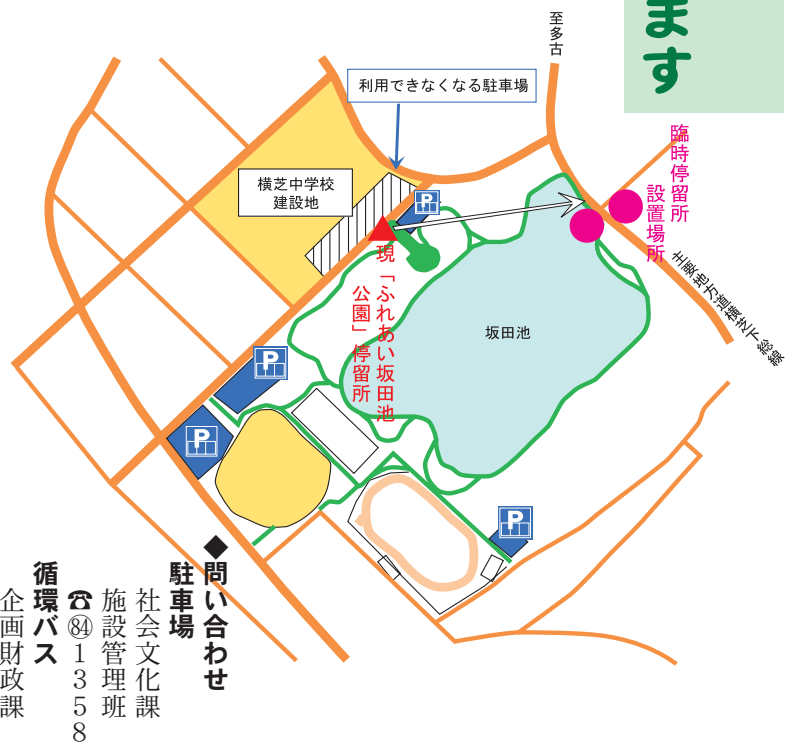 ます
至多古
利用できなくなる駐車場
横芝中学校
建設地
臨時停留所
設置場所
主要地方道横芝下総線
P
現「ふれあい坂田池
公園」停留所
坂田池
P
P
P
◆問い合わせ
駐車場
社会文化課
施設管理班
☎㊹1358
循環バス
企画財政課